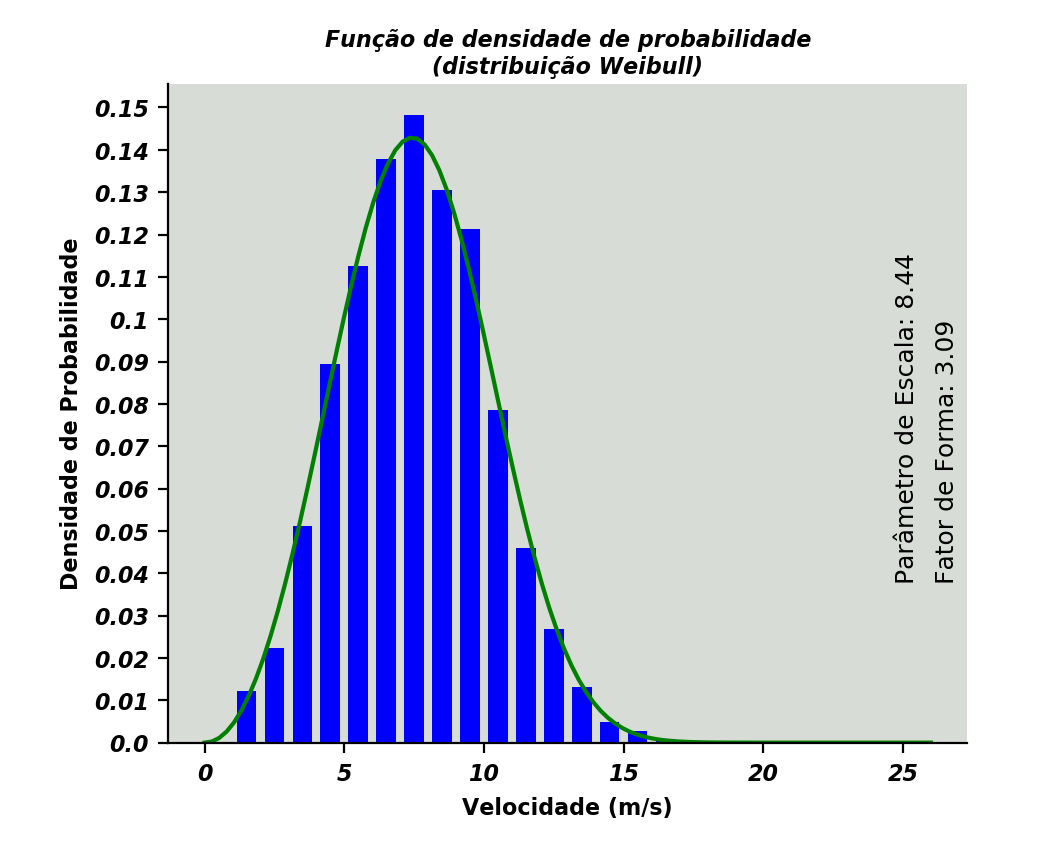 Função de densidade de probabilidade
(distribuição Weibull)
0.15
0.14
0.13
0.12
0.11
0.1
0.09
0.08
0.07
0.06
0.05
0.04
0.03
0.02
0.01
0.0
Densidade de Probabilidade
Parâmetro de Escala: 8.44
Fator de Forma: 3.09
0 5 10 15 20 25
Velocidade (m/s)